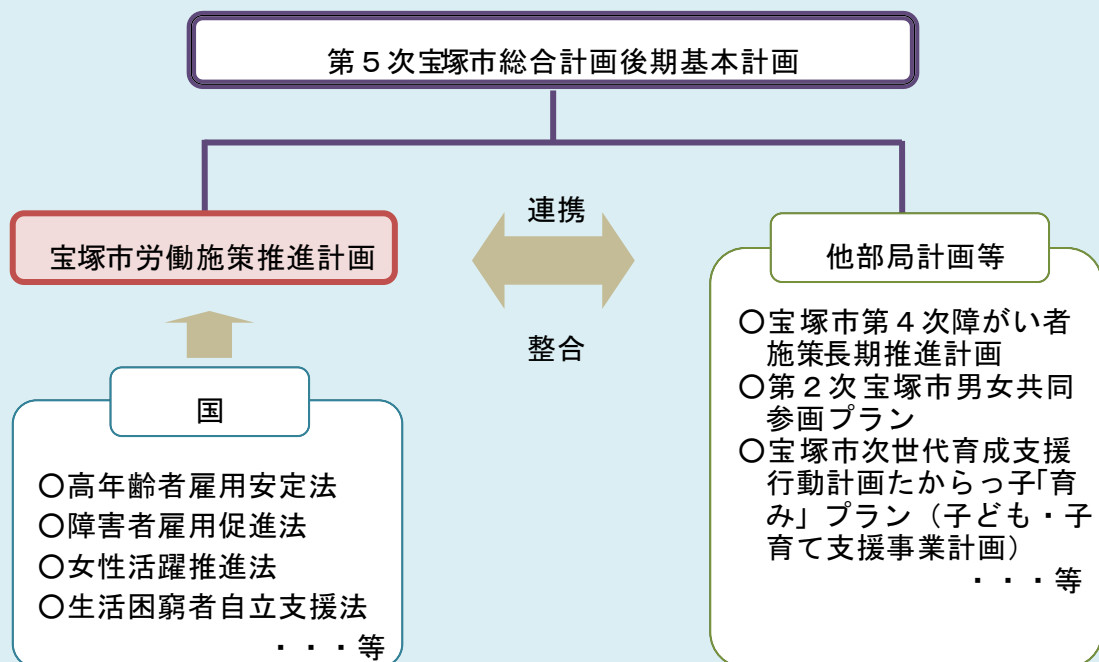 第５次宝塚市総合計画後期基本計画
連携
宝塚市労働施策推進計画
整合
国
〇高年齢者雇用安定法
〇障害者雇用促進法
〇女性活躍推進法
〇生活困窮者自立支援法
・・・等
他部局計画等
〇宝塚市第４次障がい者
施策長期推進計画
〇第２次宝塚市男女共同
参画プラン
〇宝塚市次世代育成支援
行動計画たからっ子「育
み」プラン（子ども・子
育て支援事業計画）
・・・等